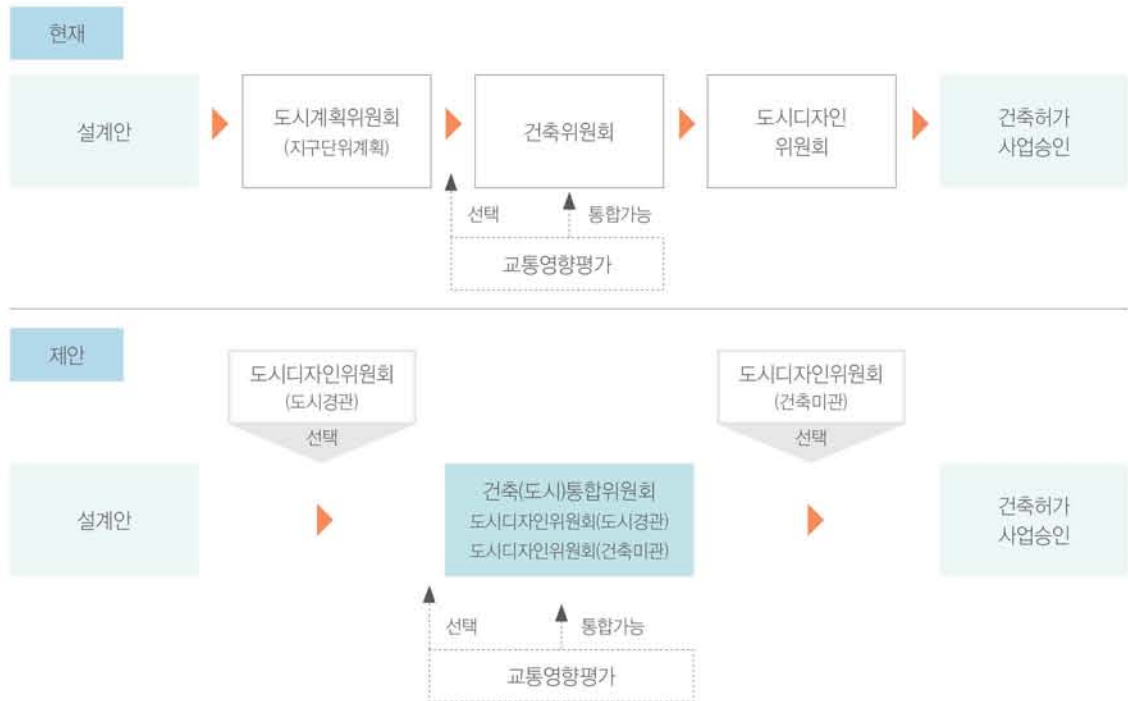 현재
설계안
도시계획위원회
(지구단위계획)
건축위원회
도시디자인
위원회
건축허가
사업승인
선택
통합가능
교통영향평가
제안
도시디자인위원회
(도시경관)
선택
도시디자인위원회
(건축미관)
선택
설계안
건축(도시)통합위원회
도시디자인위원회(도시경관)
도시디자인위원회(건축미관)
건축허가
사업승인
선택
통합가능
교통영향평가